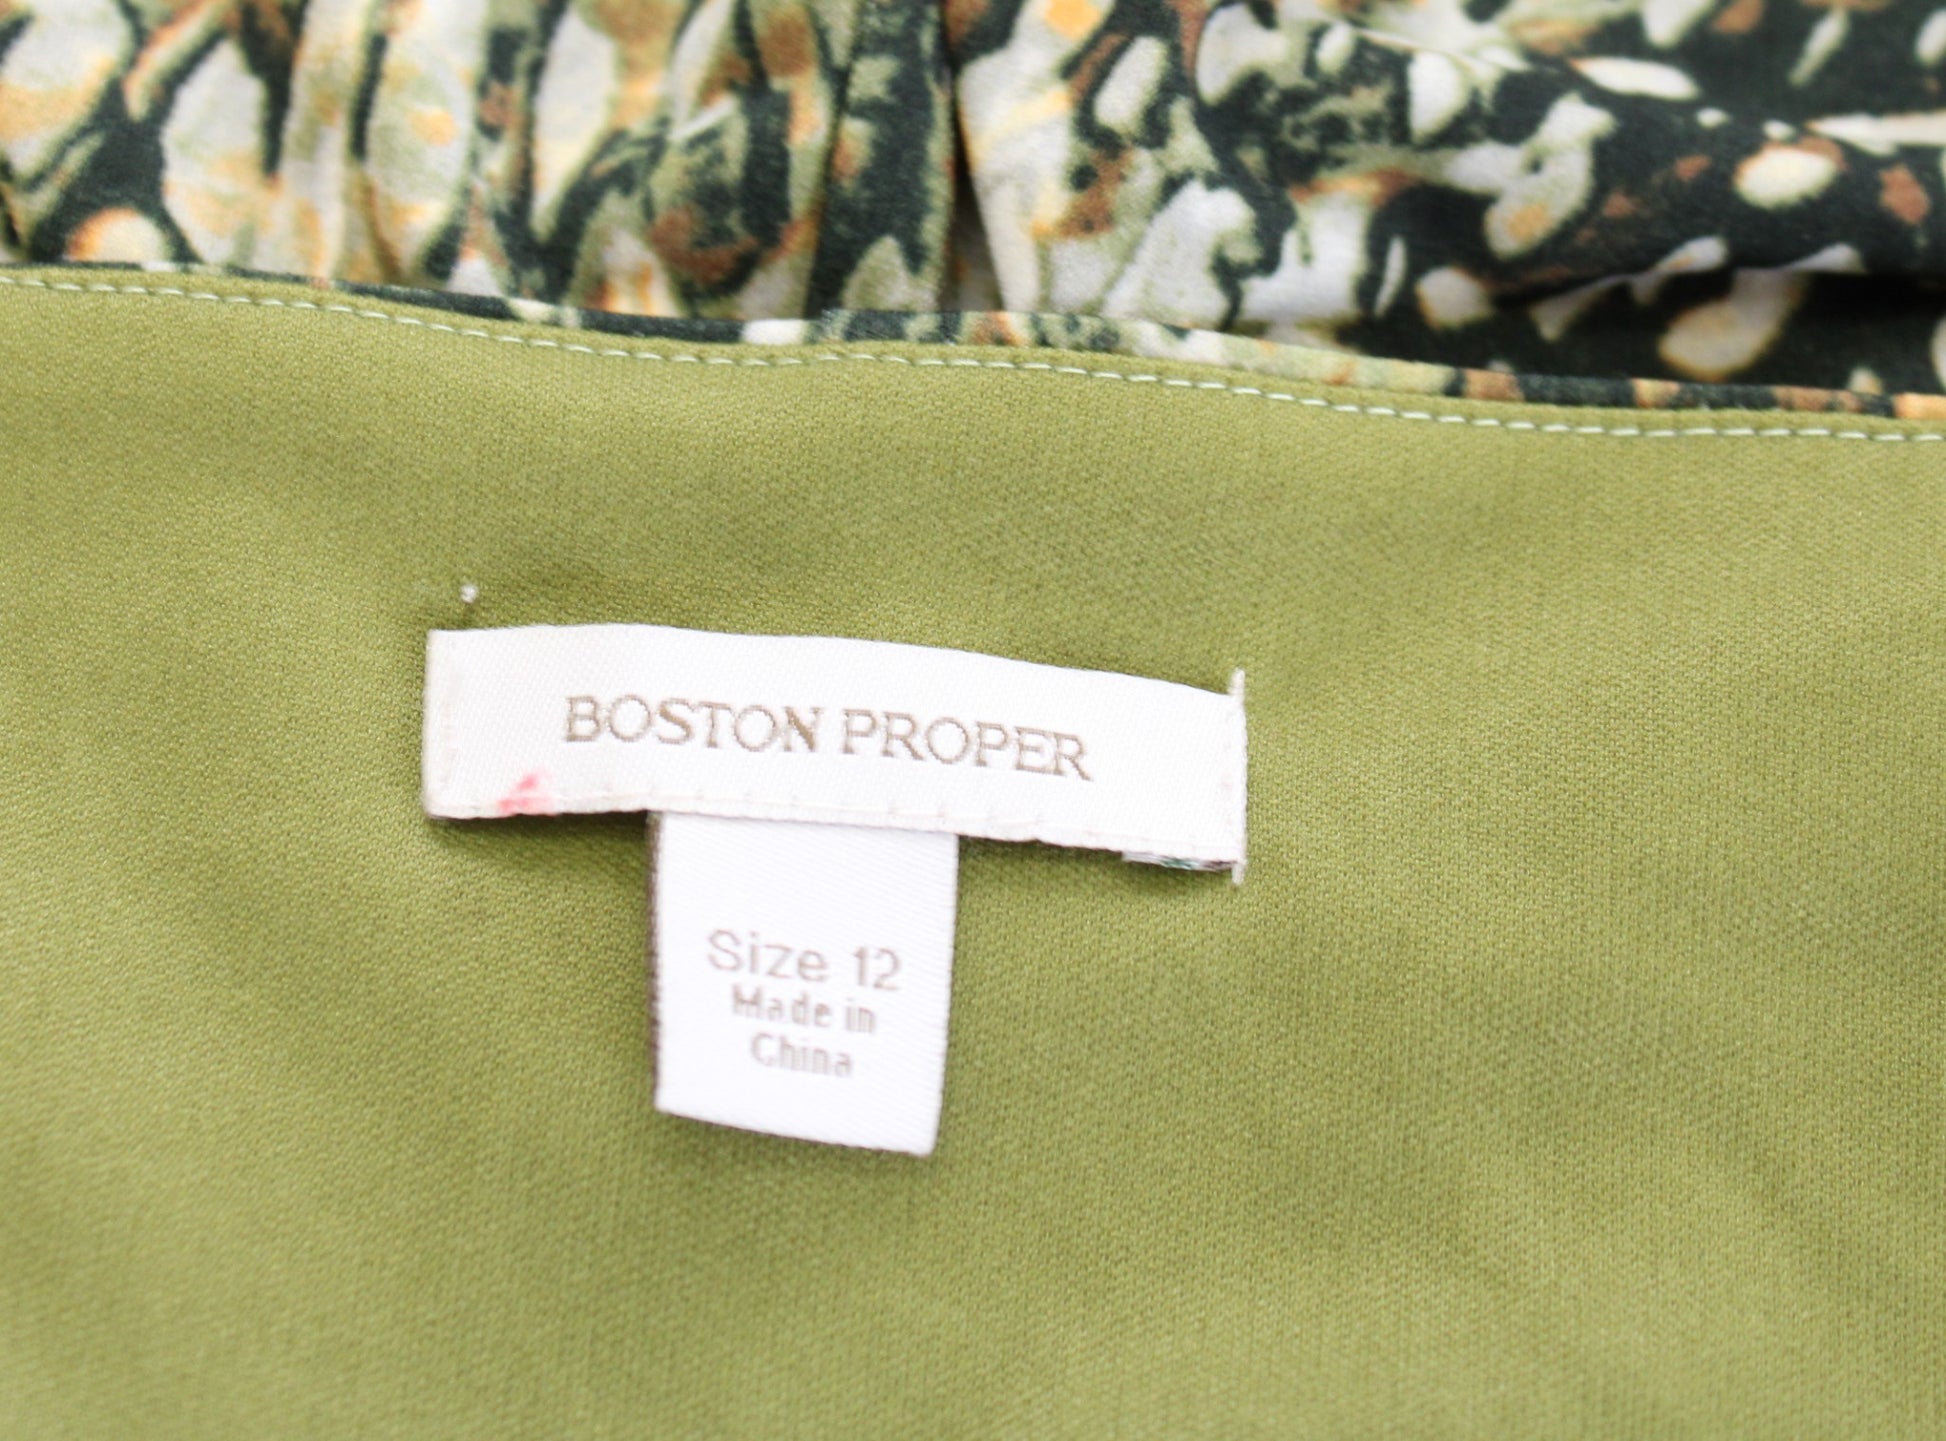 BOSTON PROPER
Size 12
Made in
China